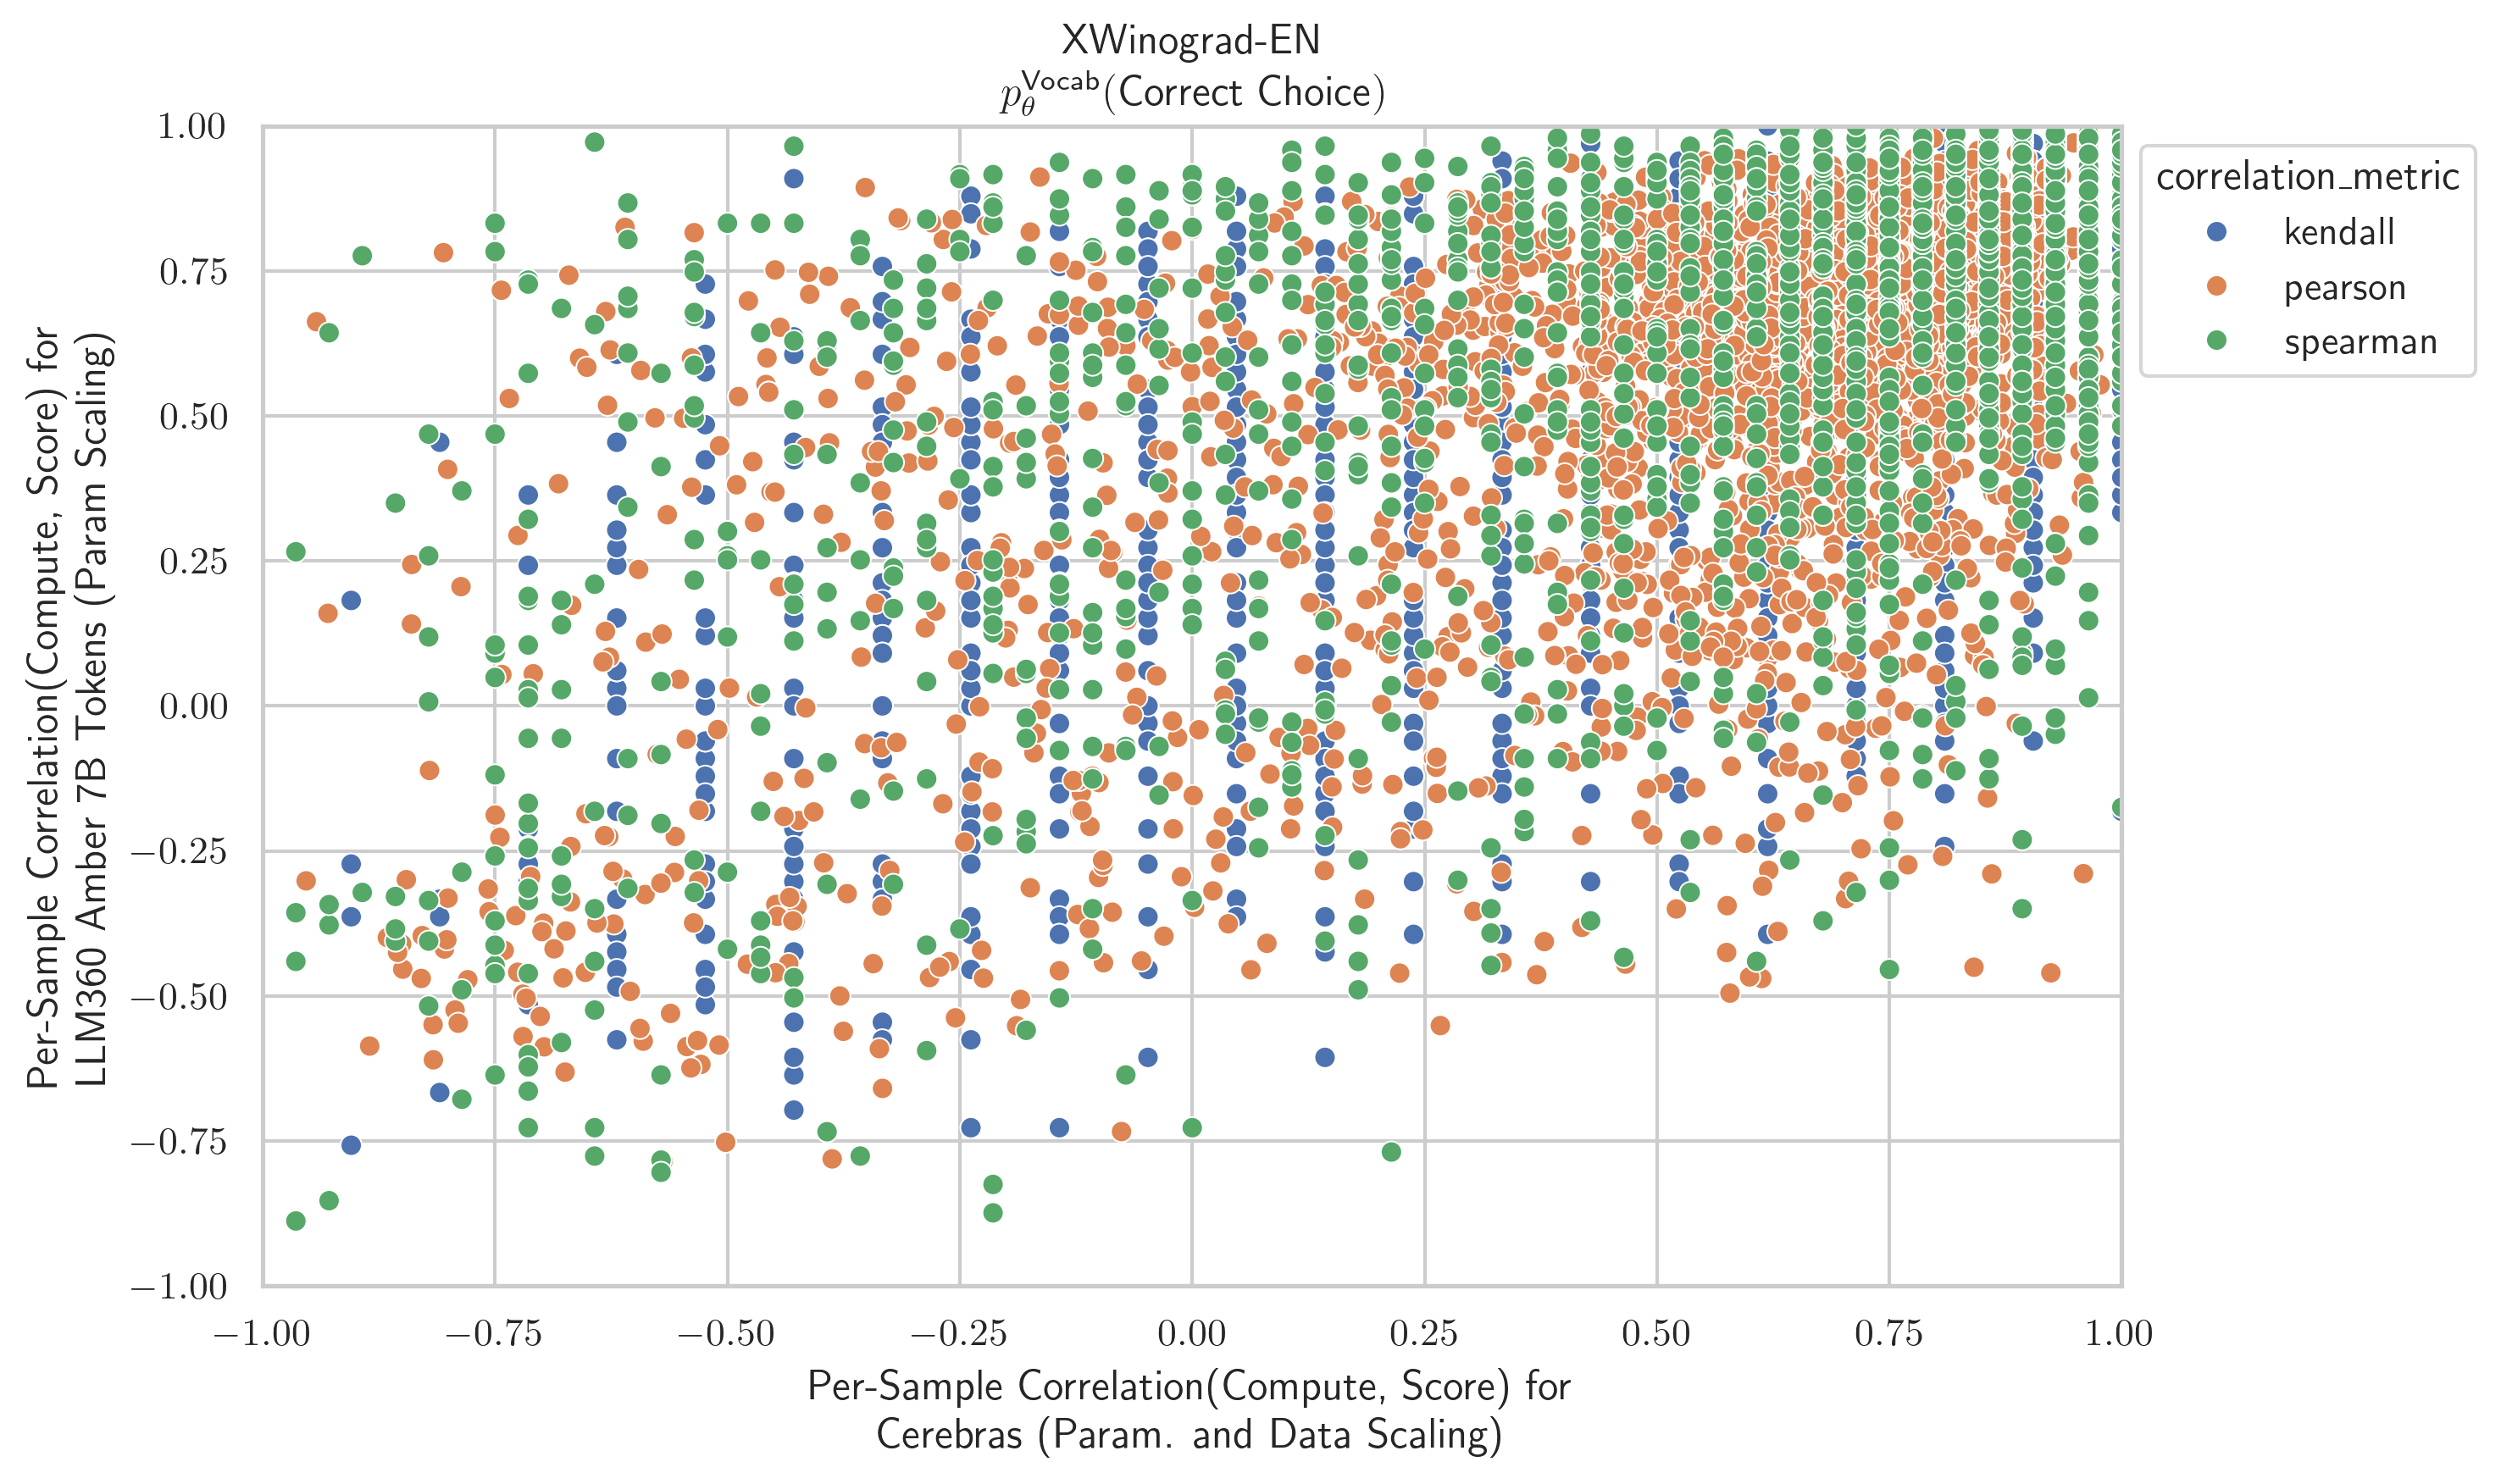 XWinograd-EN
p_θ^Vocab(Correct Choice)
Per-Sample Correlation(Compute, Score) for
LLM360 Amber 7B Tokens (Param Scaling)
1.00
0.75
0.50
0.25
0.00
−0.25
−0.50
−0.75
−1.00
−1.00 −0.75 −0.50 −0.25 0.00 0.25 0.50 0.75 1.00
Per-Sample Correlation(Compute, Score) for
Cerebras (Param. and Data Scaling)
correlation_metric
kendall
pearson
spearman